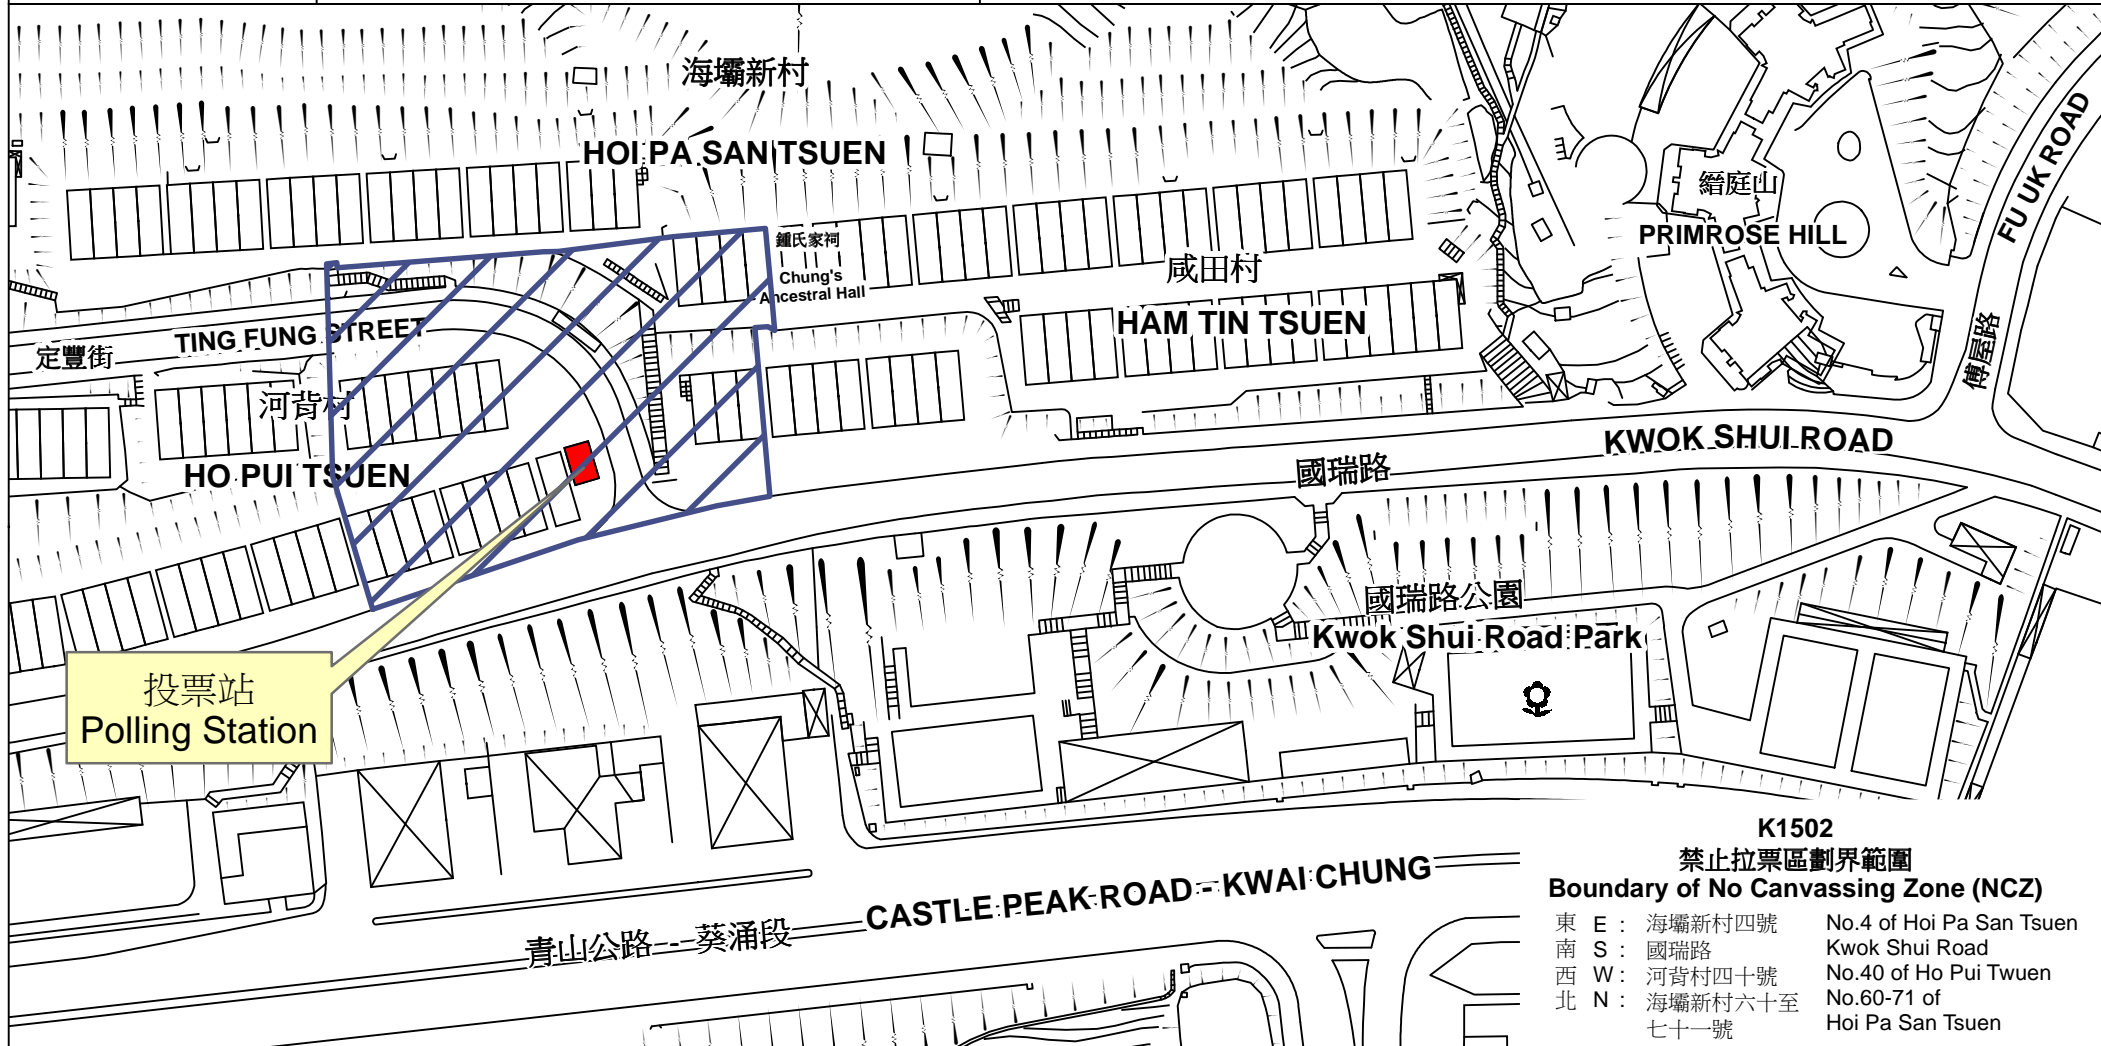 海壩新村
HOI PA SAN TSUEN
鍾氏家祠
Chung's
Ancestral Hall
縉庭山
PRIMROSE HILL
FU UK ROAD
傅屋路
咸田村
HAM TIN TSUEN
TING FUNG STREET
定豐街
河背村
HO PUI TSUEN
KWOK SHUI ROAD
國瑞路
國瑞路公園
Kwok Shui Road Park
投票站
Polling Station
CASTLE PEAK ROAD - KWAI CHUNG
青山公路 - 葵涌段
K1502
禁止拉票區劃界範圍
Boundary of No Canvassing Zone (NCZ)
東 E : 海壩新村四號 No.4 of Hoi Pa San Tsuen
南 S : 國瑞路 Kwok Shui Road
西 W : 河背村四十號 No.40 of Ho Pui Twuen
北 N : 海壩新村六十至 No.60-71 of
七十一號 Hoi Pa San Tsuen